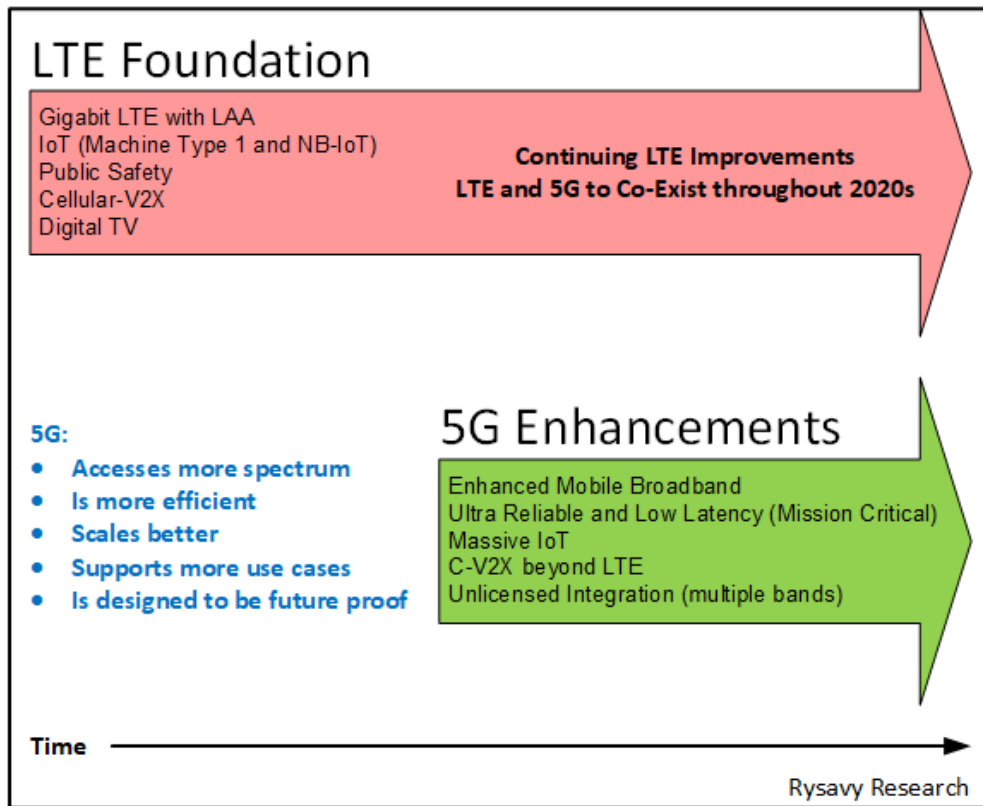 LTE Foundation
Gigabit LTE with LAA
IoT (Machine Type 1 and NB-IoT)
Public Safety
Cellular-V2X
Digital TV
Continuing LTE Improvements
LTE and 5G to Co-Exist throughout 2020s
5G:
• Accesses more spectrum
• Is more efficient
• Scales better
• Supports more use cases
• Is designed to be future proof
5G Enhancements
Enhanced Mobile Broadband
Ultra Reliable and Low Latency (Mission Critical)
Massive IoT
C-V2X beyond LTE
Unlicensed Integration (multiple bands)
Time
Rysavy Research